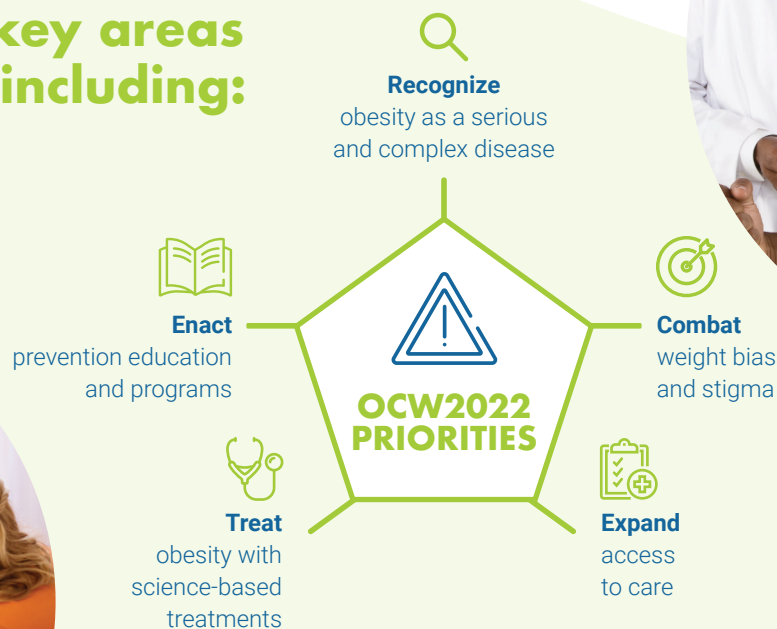 key areas
including:
Recognize
obesity as a serious
and complex disease
Enact
prevention education
and programs
Combat
weight bias
and stigma
OCW2022
PRIORITIES
Treat
obesity with
science-based
treatments
Expand
access
to care